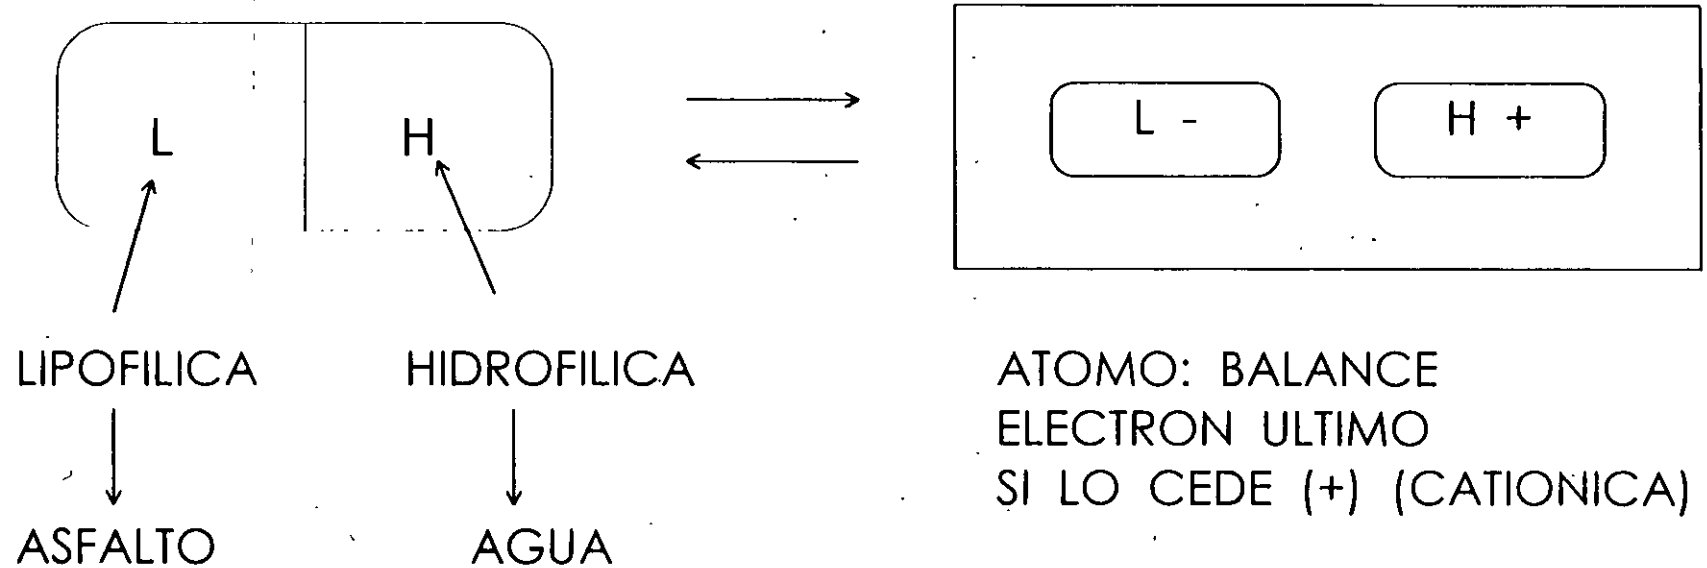 L H L - H +
LIPOFILICA HIDROFILICA
ASFALTO AGUA
ATOMO: BALANCE
ELECTRON ULTIMO
SI LO CEDE (+) (CATIONICA)